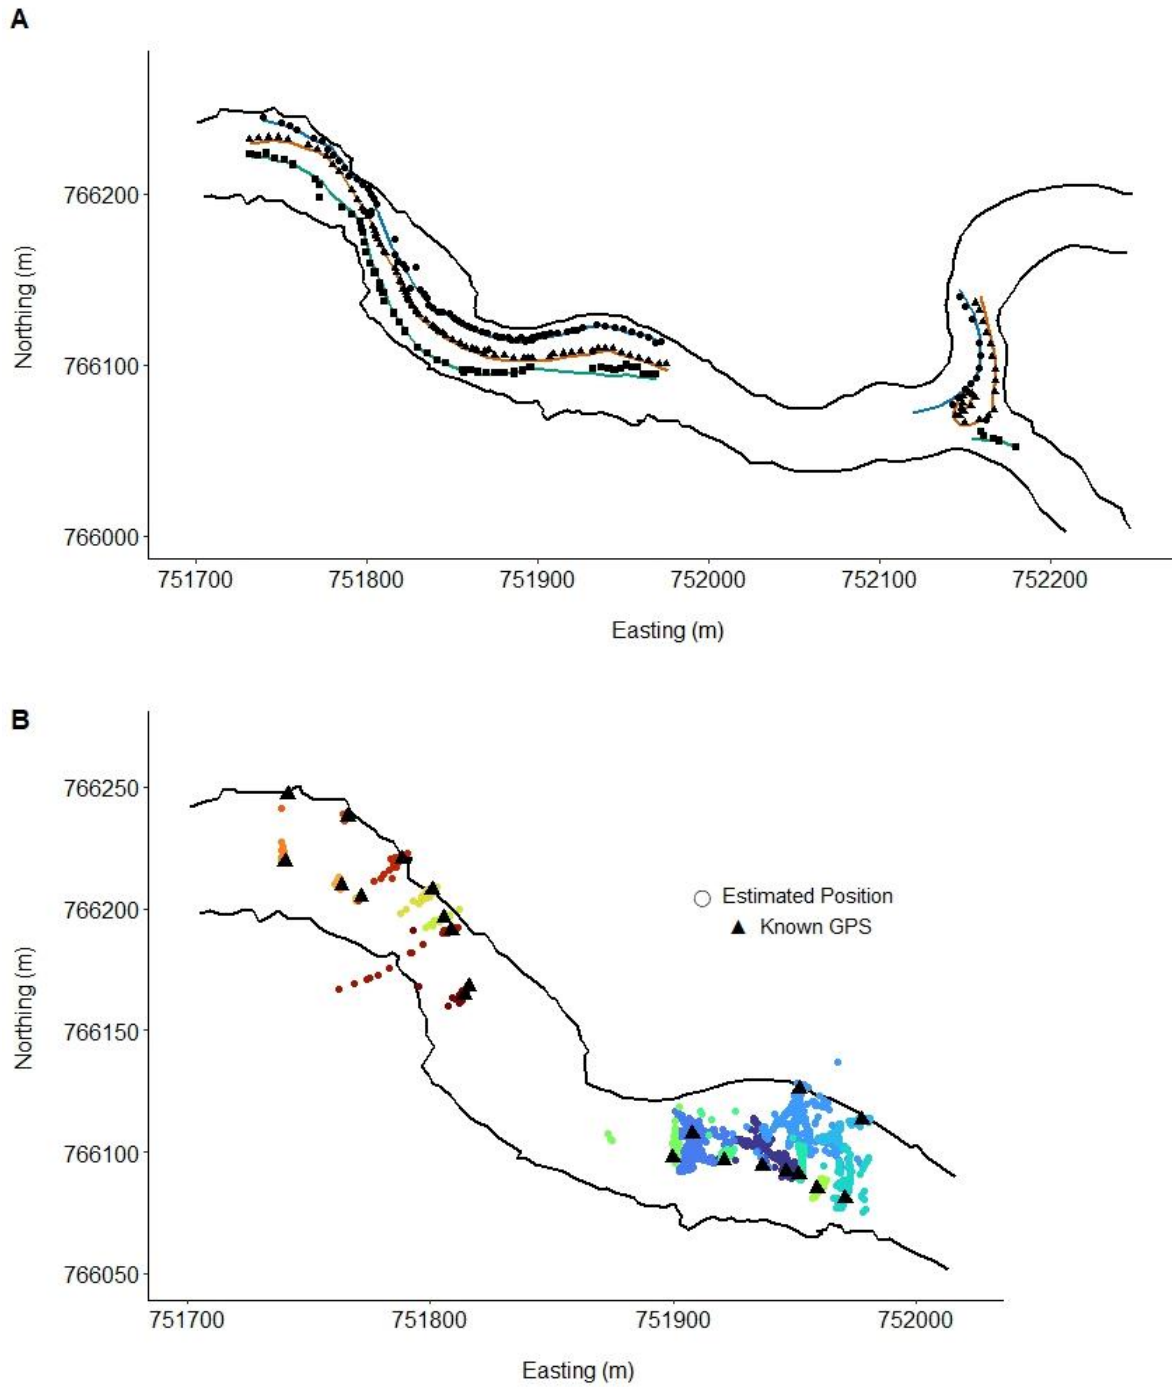 A
Northing (m)
766200
766100
766000
751700 751800 751900 752000 752100 752200
Easting (m)
B
Northing (m)
766250
766200
766150
766100
766050
Estimated Position
Known GPS
751700 751800 751900 752000
Easting (m)